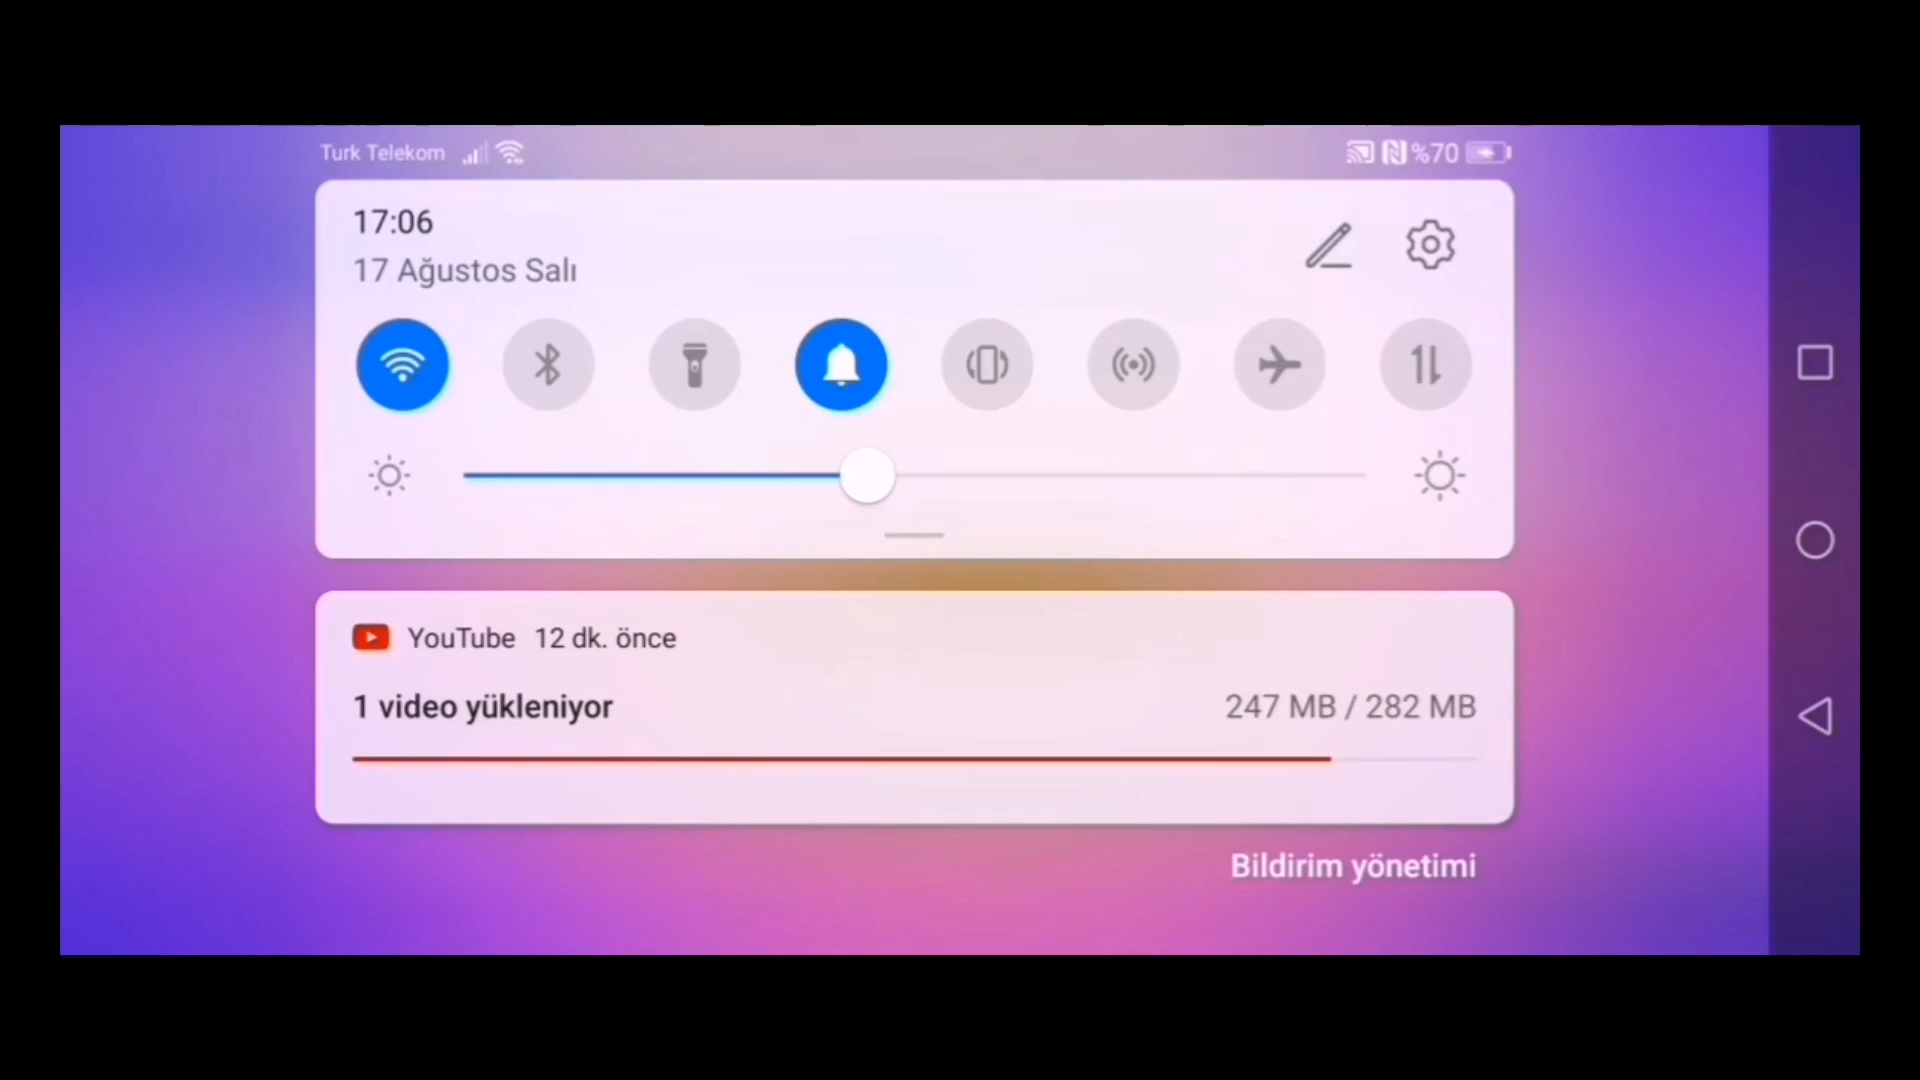 Turk Telekom
%70
17:06
17 Ağustos Salı
YouTube 12 dk. önce
1 video yükleniyor
247 MB / 282 MB
Bildirim yönetimi